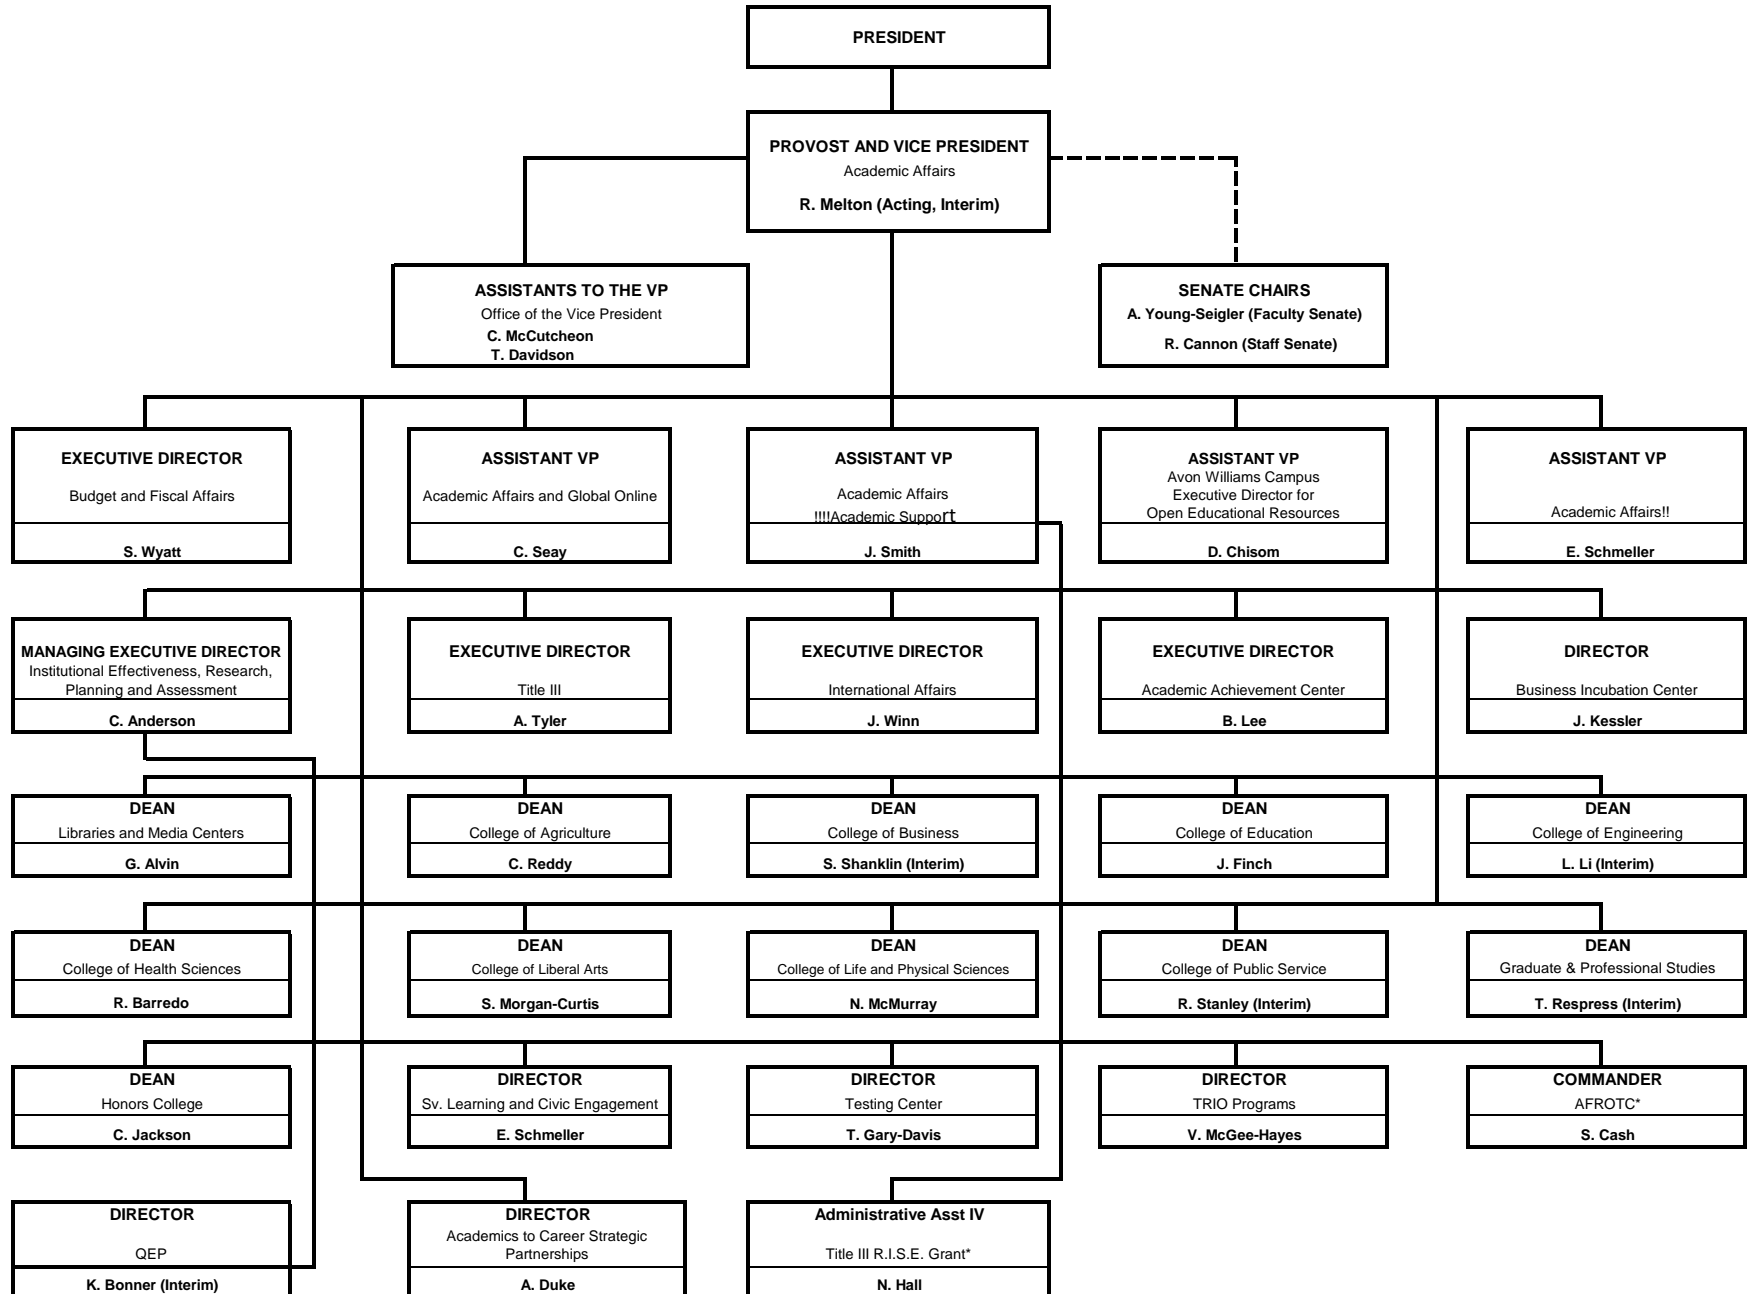 PRESIDENT
PROVOST AND VICE PRESIDENT
Academic Affairs
R. Melton (Acting, Interim)
ASSISTANTS TO THE VP
Office of the Vice President
C. McCutcheon
T. Davidson
SENATE CHAIRS
A. Young-Seigler (Faculty Senate)
R. Cannon (Staff Senate)
EXECUTIVE DIRECTOR
Budget and Fiscal Affairs
S. Wyatt
ASSISTANT VP
Academic Affairs and Global Online
C. Seay
ASSISTANT VP
Academic Affairs
!!!!Academic Support
J. Smith
ASSISTANT VP
Avon Williams Campus
Executive Director for
Open Educational Resources
D. Chisom
ASSISTANT VP
Academic Affairs!!
E. Schmeller
MANAGING EXECUTIVE DIRECTOR
Institutional Effectiveness, Research,
Planning and Assessment
C. Anderson
EXECUTIVE DIRECTOR
Title III
A. Tyler
EXECUTIVE DIRECTOR
International Affairs
J. Winn
EXECUTIVE DIRECTOR
Academic Achievement Center
B. Lee
DIRECTOR
Business Incubation Center
J. Kessler
DEAN
Libraries and Media Centers
G. Alvin
DEAN
College of Agriculture
C. Reddy
DEAN
College of Business
S. Shanklin (Interim)
DEAN
College of Education
J. Finch
DEAN
College of Engineering
L. Li (Interim)
DEAN
College of Health Sciences
R. Barredo
DEAN
College of Liberal Arts
S. Morgan-Curtis
DEAN
College of Life and Physical Sciences
N. McMurray
DEAN
College of Public Service
R. Stanley (Interim)
DEAN
Graduate & Professional Studies
T. Respress (Interim)
DEAN
Honors College
C. Jackson
DIRECTOR
Sv. Learning and Civic Engagement
E. Schmeller
DIRECTOR
Testing Center
T. Gary-Davis
DIRECTOR
TRIO Programs
V. McGee-Hayes
COMMANDER
AFROTC*
S. Cash
DIRECTOR
QEP
K. Bonner (Interim)
DIRECTOR
Academics to Career Strategic
Partnerships
A. Duke
Administrative Asst IV
Title III R.I.S.E. Grant*
N. Hall